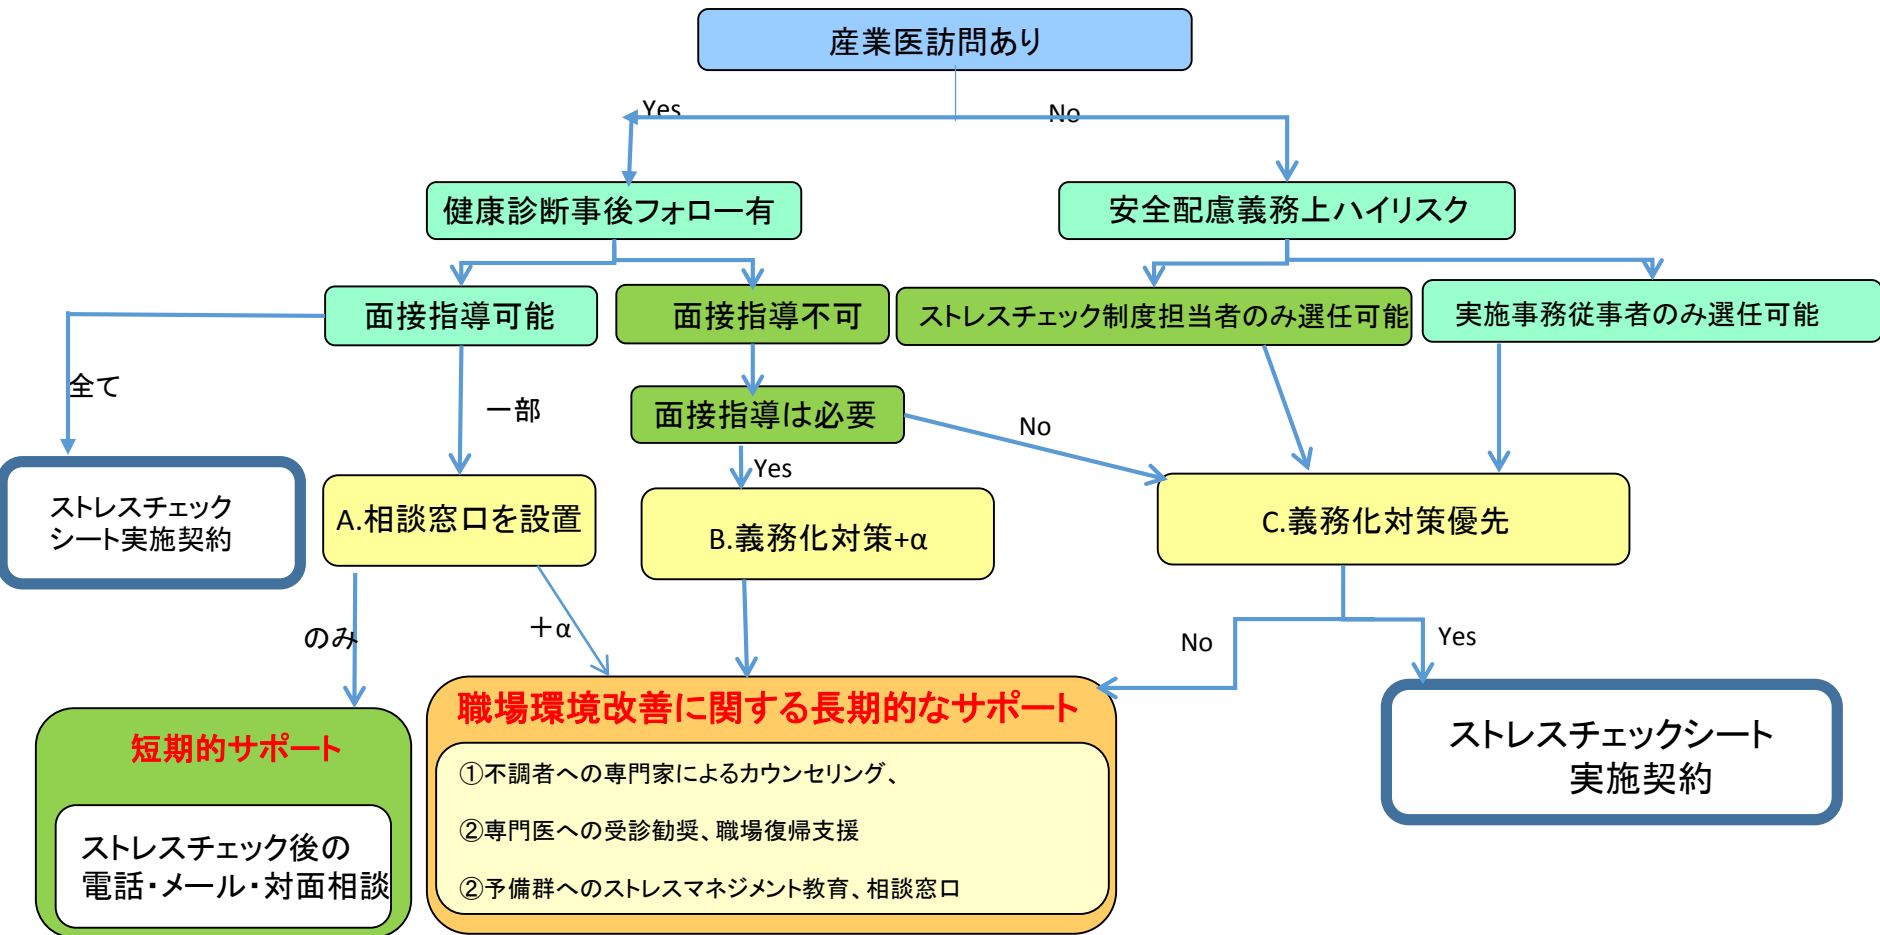 産業医訪問あり
Yes
No
健康診断事後フォロー有
安全配慮義務上ハイリスク
面接指導可能
面接指導不可
ストレスチェック制度担当者のみ選任可能
実施事務従事者のみ選任可能
全て
一部
面接指導は必要
No
Yes
ストレスチェック
シート実施契約
A.相談窓口を設置
B.義務化対策+α
C.義務化対策優先
のみ
＋α
No
Yes
短期的サポート
ストレスチェック後の
電話・メール・対面相談
職場環境改善に関する長期的なサポート
①不調者への専門家によるカウンセリング、
②専門医への受診勧奨、職場復帰支援
②予備群へのストレスマネジメント教育、相談窓口
ストレスチェックシート
実施契約